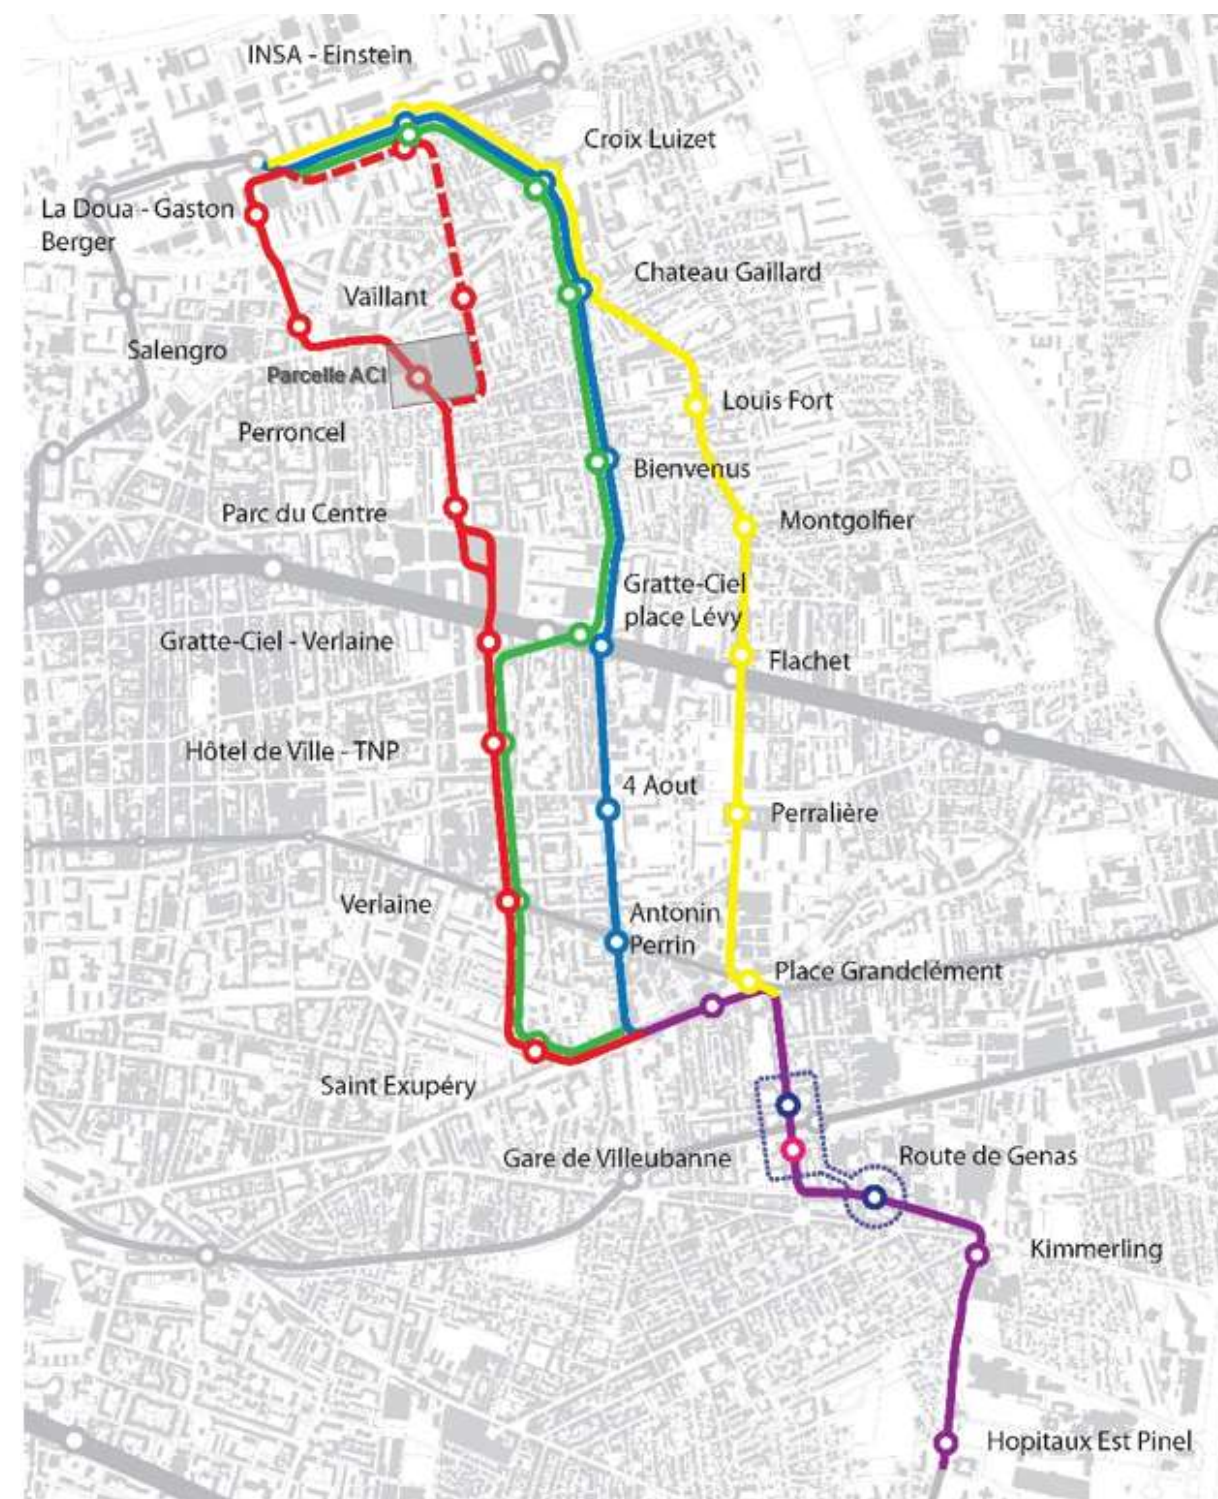 INSA - Einstein
Croix Luizet
La Doua - Gaston
Berger
Chateau Gaillard
Vaillant
Salengro
Parcelle ACI
Louis Fort
Perroncel
Bienvenus
Parc du Centre
Montgolfier
Gratte-Ciel
place Lévy
Gratte-Ciel - Verlaine
Flachet
Hôtel de Ville - TNP
4 Aout
Perralière
Verlaine
Antonin
Perrin
Place Grandclément
Saint Exupéry
Gare de Villeubanne
Route de Genas
Kimmerling
Hopitaux Est Pinel